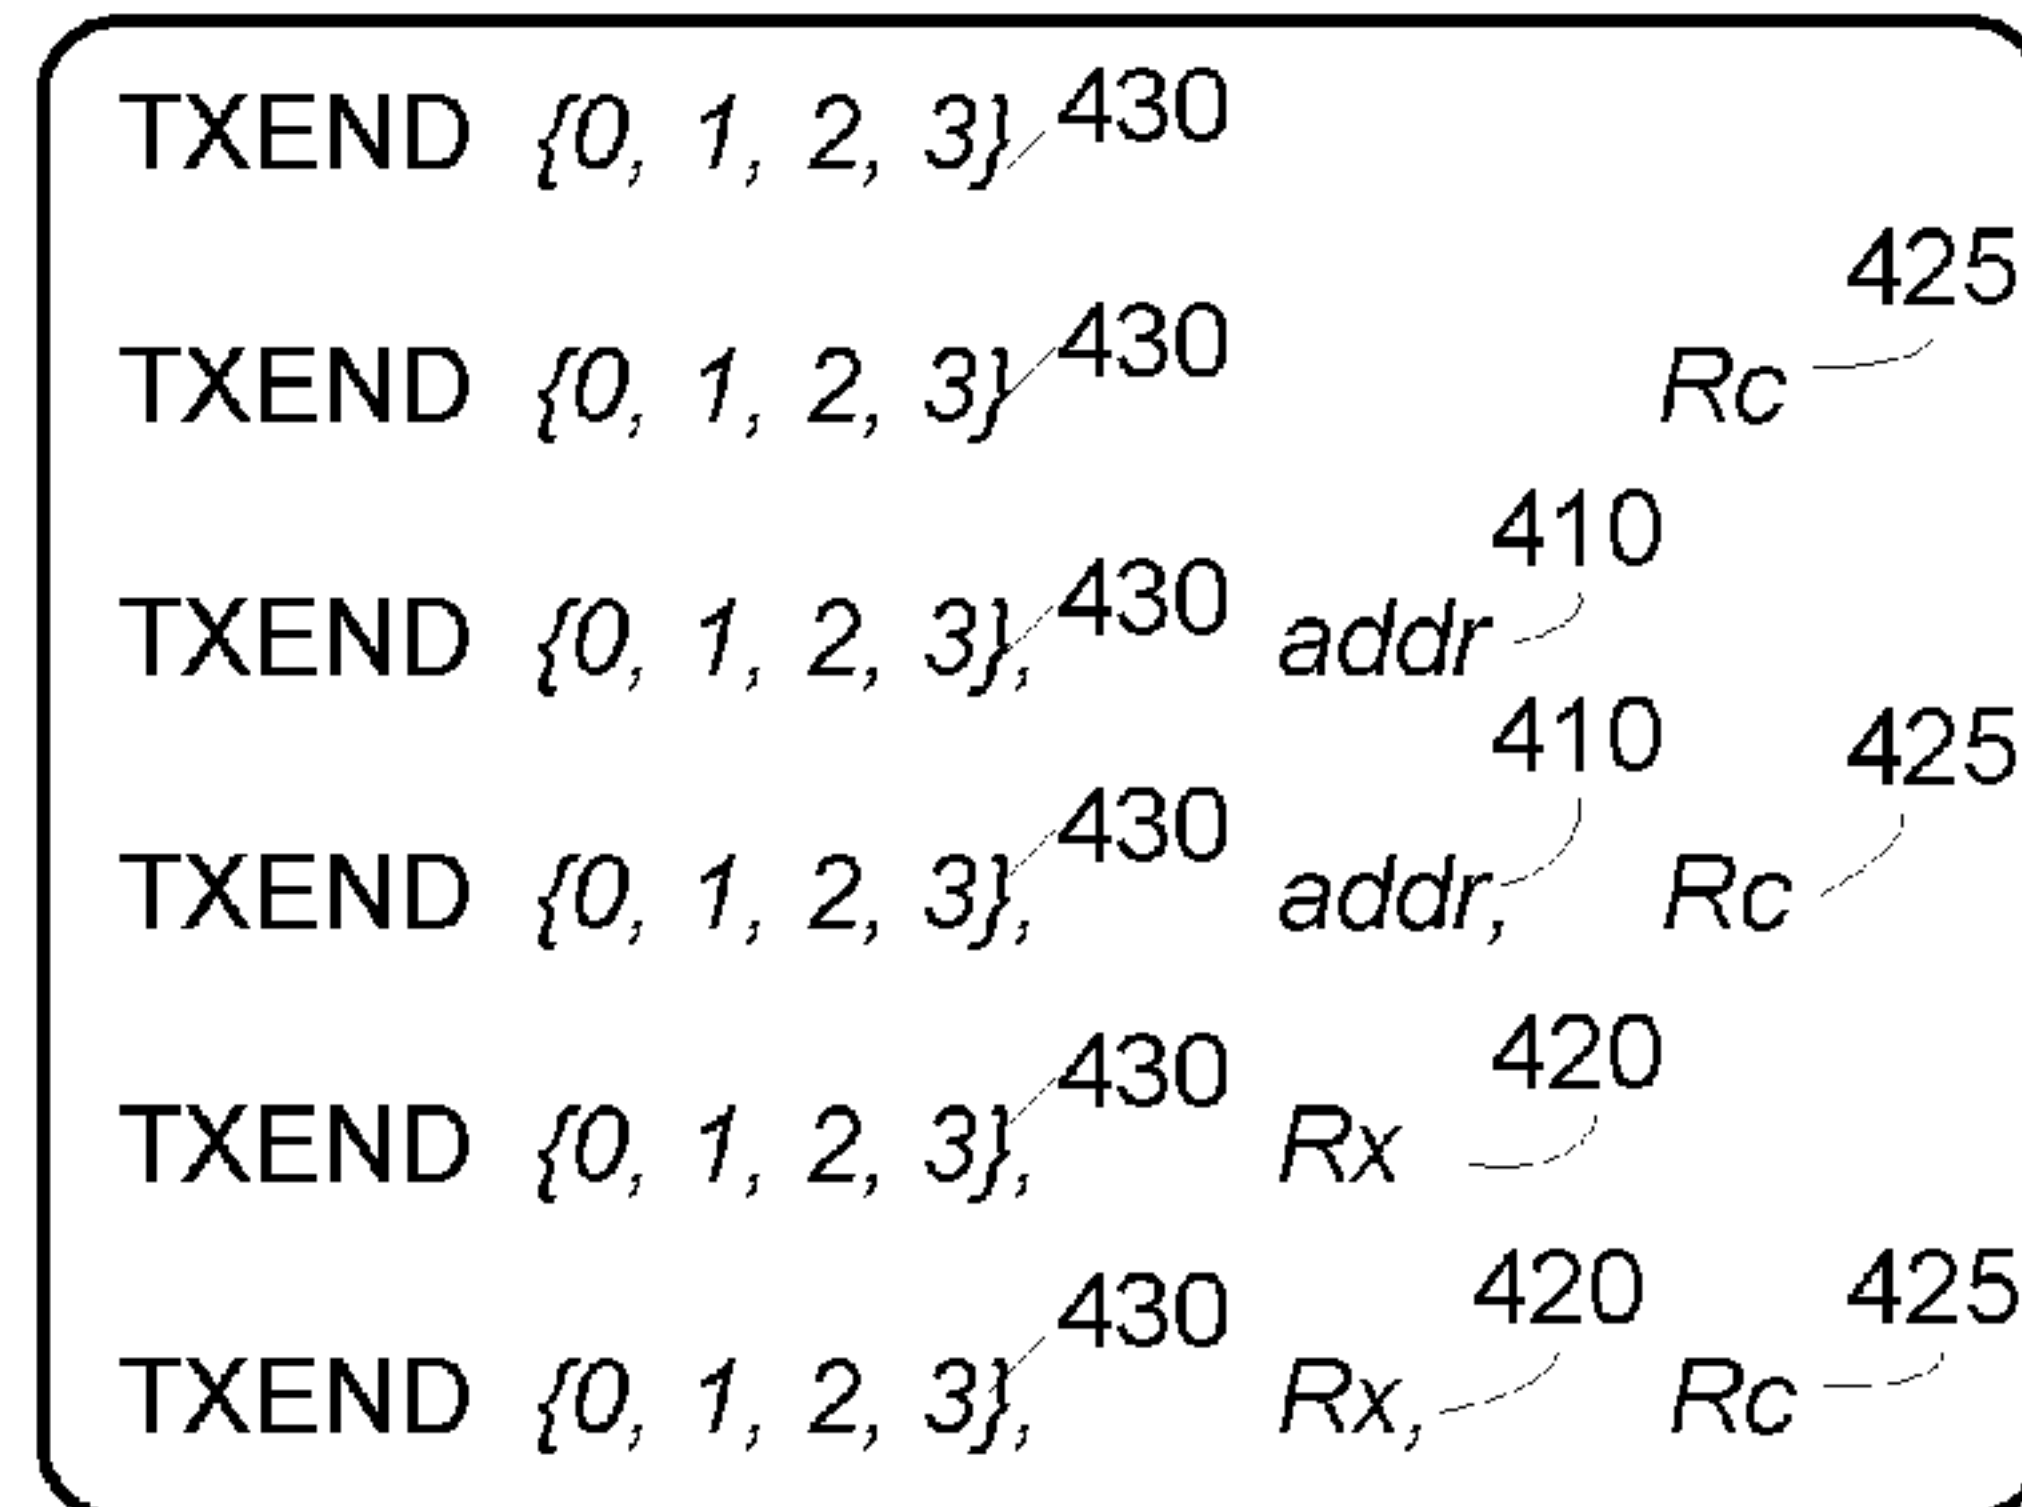 TXEND {0, 1, 2, 3} 430
425
TXEND {0, 1, 2, 3} 430 Rc
410
TXEND {0, 1, 2, 3}, 430 addr
410 425
TXEND {0, 1, 2, 3}, 430 addr, Rc
420
TXEND {0, 1, 2, 3}, 430 Rx
420 425
TXEND {0, 1, 2, 3}, 430 Rx, Rc